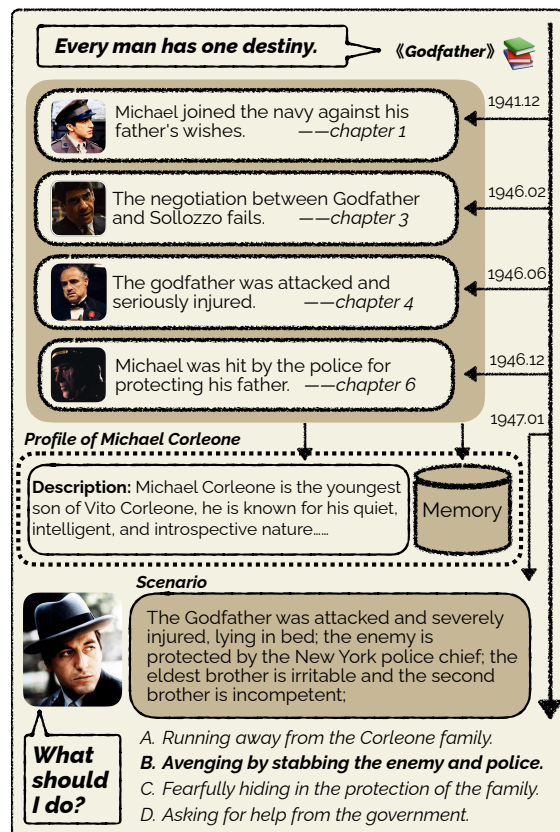 Every man has one destiny.
《Godfather》
1941.12
Michael joined the navy against his
father's wishes. ——chapter 1
1946.02
The negotiation between Godfather
and Sollozzo fails. ——chapter 3
1946.06
The godfather was attacked and
seriously injured. ——chapter 4
1946.12
Michael was hit by the police for
protecting his father. ——chapter 6
1947.01
Profile of Michael Corleone
Description: Michael Corleone is the youngest
son of Vito Corleone, he is known for his quiet,
intelligent, and introspective nature……
Memory
Scenario
The Godfather was attacked and severely
injured, lying in bed; the enemy is
protected by the New York police chief; the
eldest brother is irritable and the second
brother is incompetent;
What
should
I do?
A. Running away from the Corleone family.
B. Avenging by stabbing the enemy and police.
C. Fearfully hiding in the protection of the family.
D. Asking for help from the government.